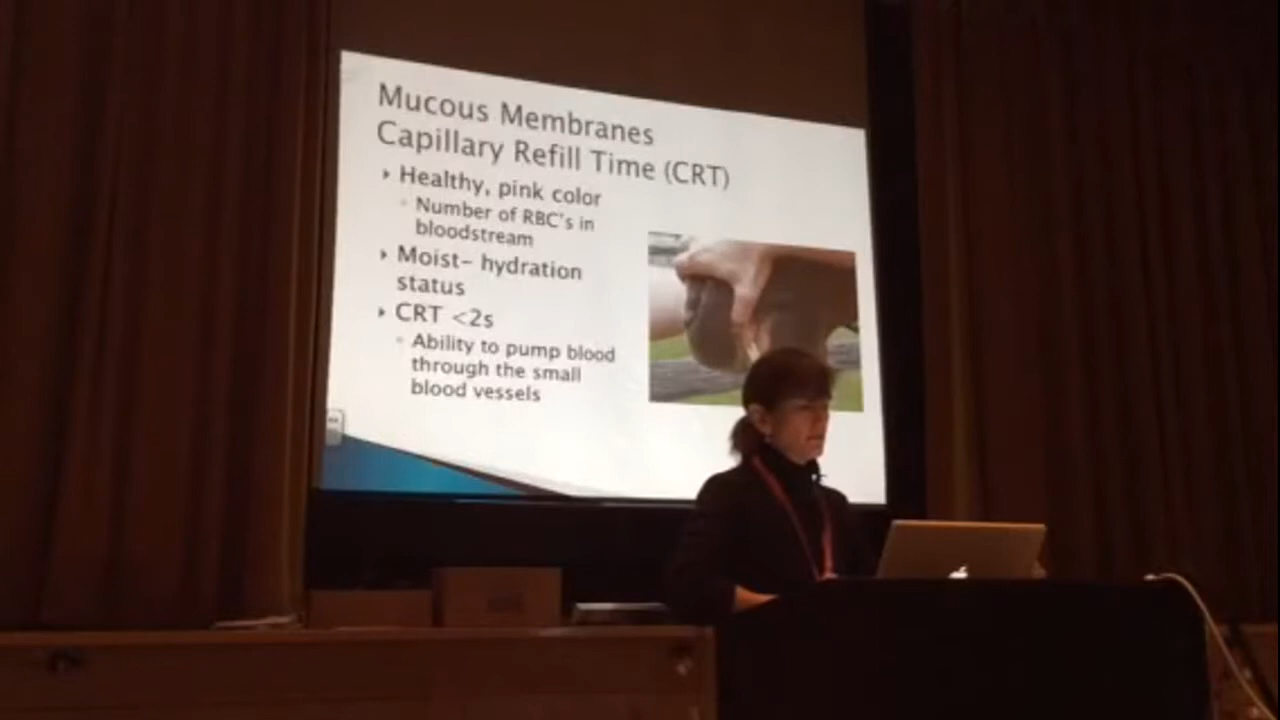 Mucous Membranes
Capillary Refill Time (CRT)
Healthy, pink color
Number of RBC's in
bloodstream
Moist- hydration
status
CRT <2s
Ability to pump blood
through the small
blood vessels